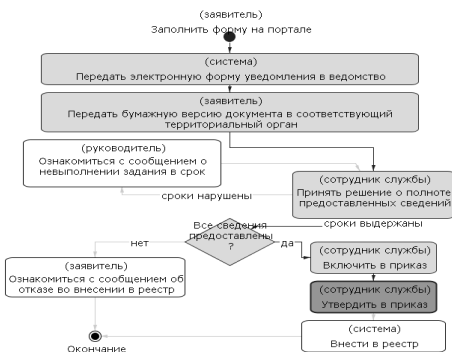 (заявитель)
Заполнить форму на портале
(система)
Передать электронную форму уведомления в ведомство
(заявитель)
Передать бумажную версию документа в соответствующий
территориальный орган
(руководитель)
Ознакомиться с сообщением о
невыполнении задания в срок
(сотрудник службы)
Принять решение о полноте
предоставленных сведений
сроки нарушены
сроки выдержаны
Все сведения
предоставлены
?
нет
да
(сотрудник службы)
Включить в приказ
(заявитель)
Ознакомиться с сообщением об
отказе во внесении в реестр
(сотрудник службы)
Утвердить в приказ
(система)
Внести в реестр
Окончание